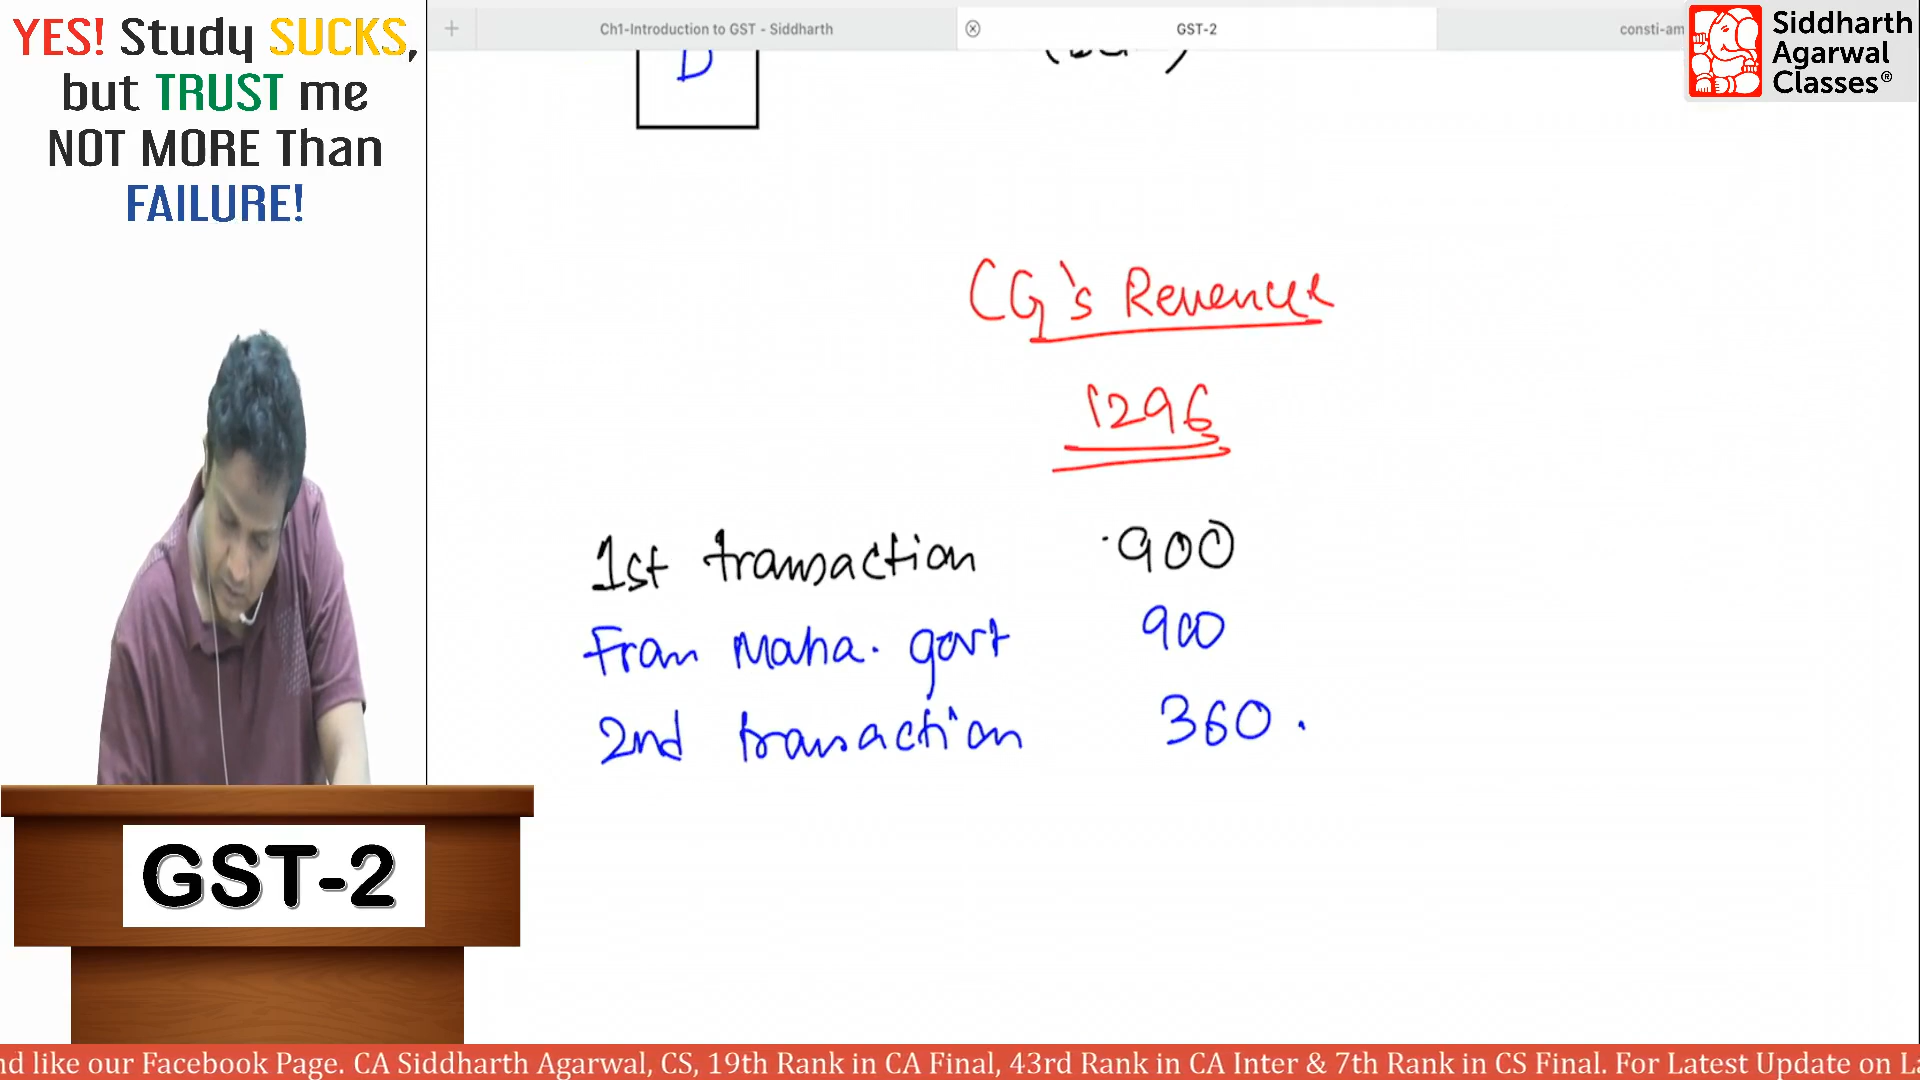 YES! Study SUCKS,
but TRUST me
NOT MORE Than
FAILURE!
Ch1-Introduction to GST - Siddharth
GST-2
consti-am
Siddharth
Agarwal
Classes®
D
CG's Revenue
1296
1st transaction 900
From Maha. govt 900
2nd transaction 360.
GST-2
nd like our Facebook Page. CA Siddharth Agarwal, CS, 19th Rank in CA Final, 43rd Rank in CA Inter & 7th Rank in CS Final. For Latest Update on La